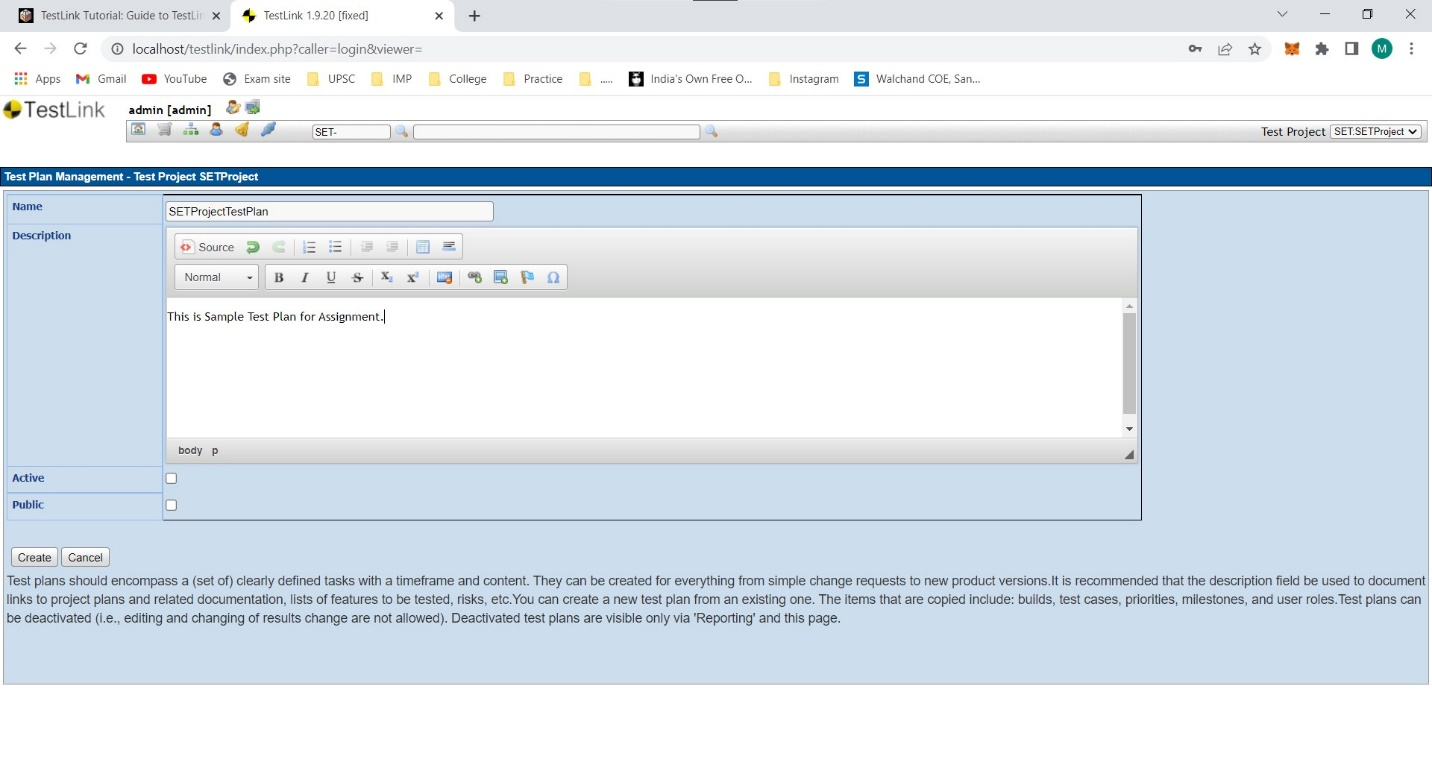 TestLink Tutorial: Guide to TestLin
TestLink 1.9.20 [fixed]
localhost/testlink/index.php?caller=login&viewer=
M
Apps Gmail YouTube Exam site UPSC IMP College Practice ..... India's Own Free O... Instagram S Walchand COE, San...
TestLink admin [admin]
SET- Test Project SET:SETProject
Test Plan Management - Test Project SETProject
Name SETProjectTestPlan
Description Source
Normal B I U S X₂ Xˣ Ω
This is Sample Test Plan for Assignment.
body p
Active
Public
Create Cancel
Test plans should encompass a (set of) clearly defined tasks with a timeframe and content. They can be created for everything from simple change requests to new product versions.It is recommended that the description field be used to document
links to project plans and related documentation, lists of features to be tested, risks, etc.You can create a new test plan from an existing one. The items that are copied include: builds, test cases, priorities, milestones, and user roles.Test plans can
be deactivated (i.e., editing and changing of results change are not allowed). Deactivated test plans are visible only via 'Reporting' and this page.